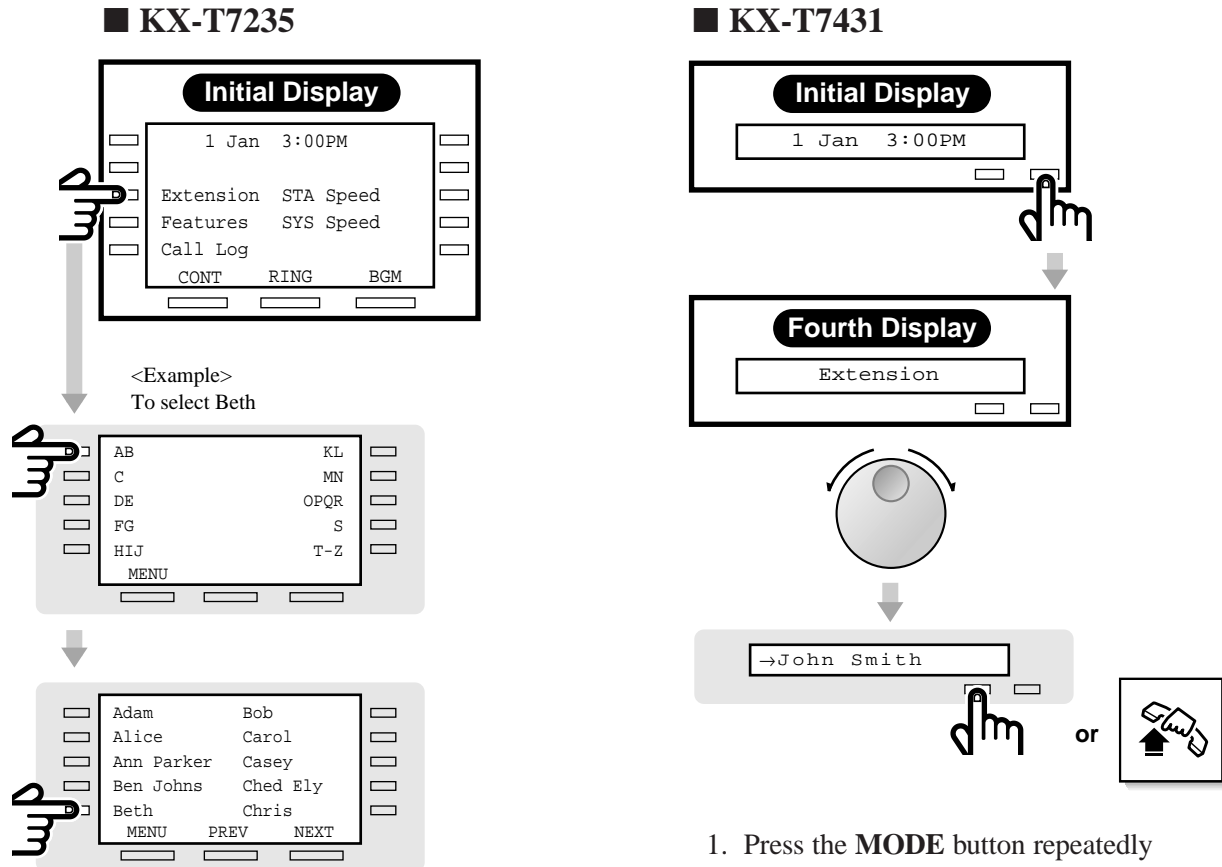 ■ KX-T7235
Initial Display
1 Jan 3:00PM
Extension STA Speed
Features SYS Speed
Call Log
CONT RING BGM
<Example>
To select Beth
AB KL
C MN
DE OPQR
FG S
HIJ T-Z
MENU
Adam Bob
Alice Carol
Ann Parker Casey
Ben Johns Ched Ely
Beth Chris
MENU PREV NEXT
■ KX-T7431
Initial Display
1 Jan 3:00PM
Fourth Display
Extension
→John Smith
or
1. Press the MODE button repeatedly